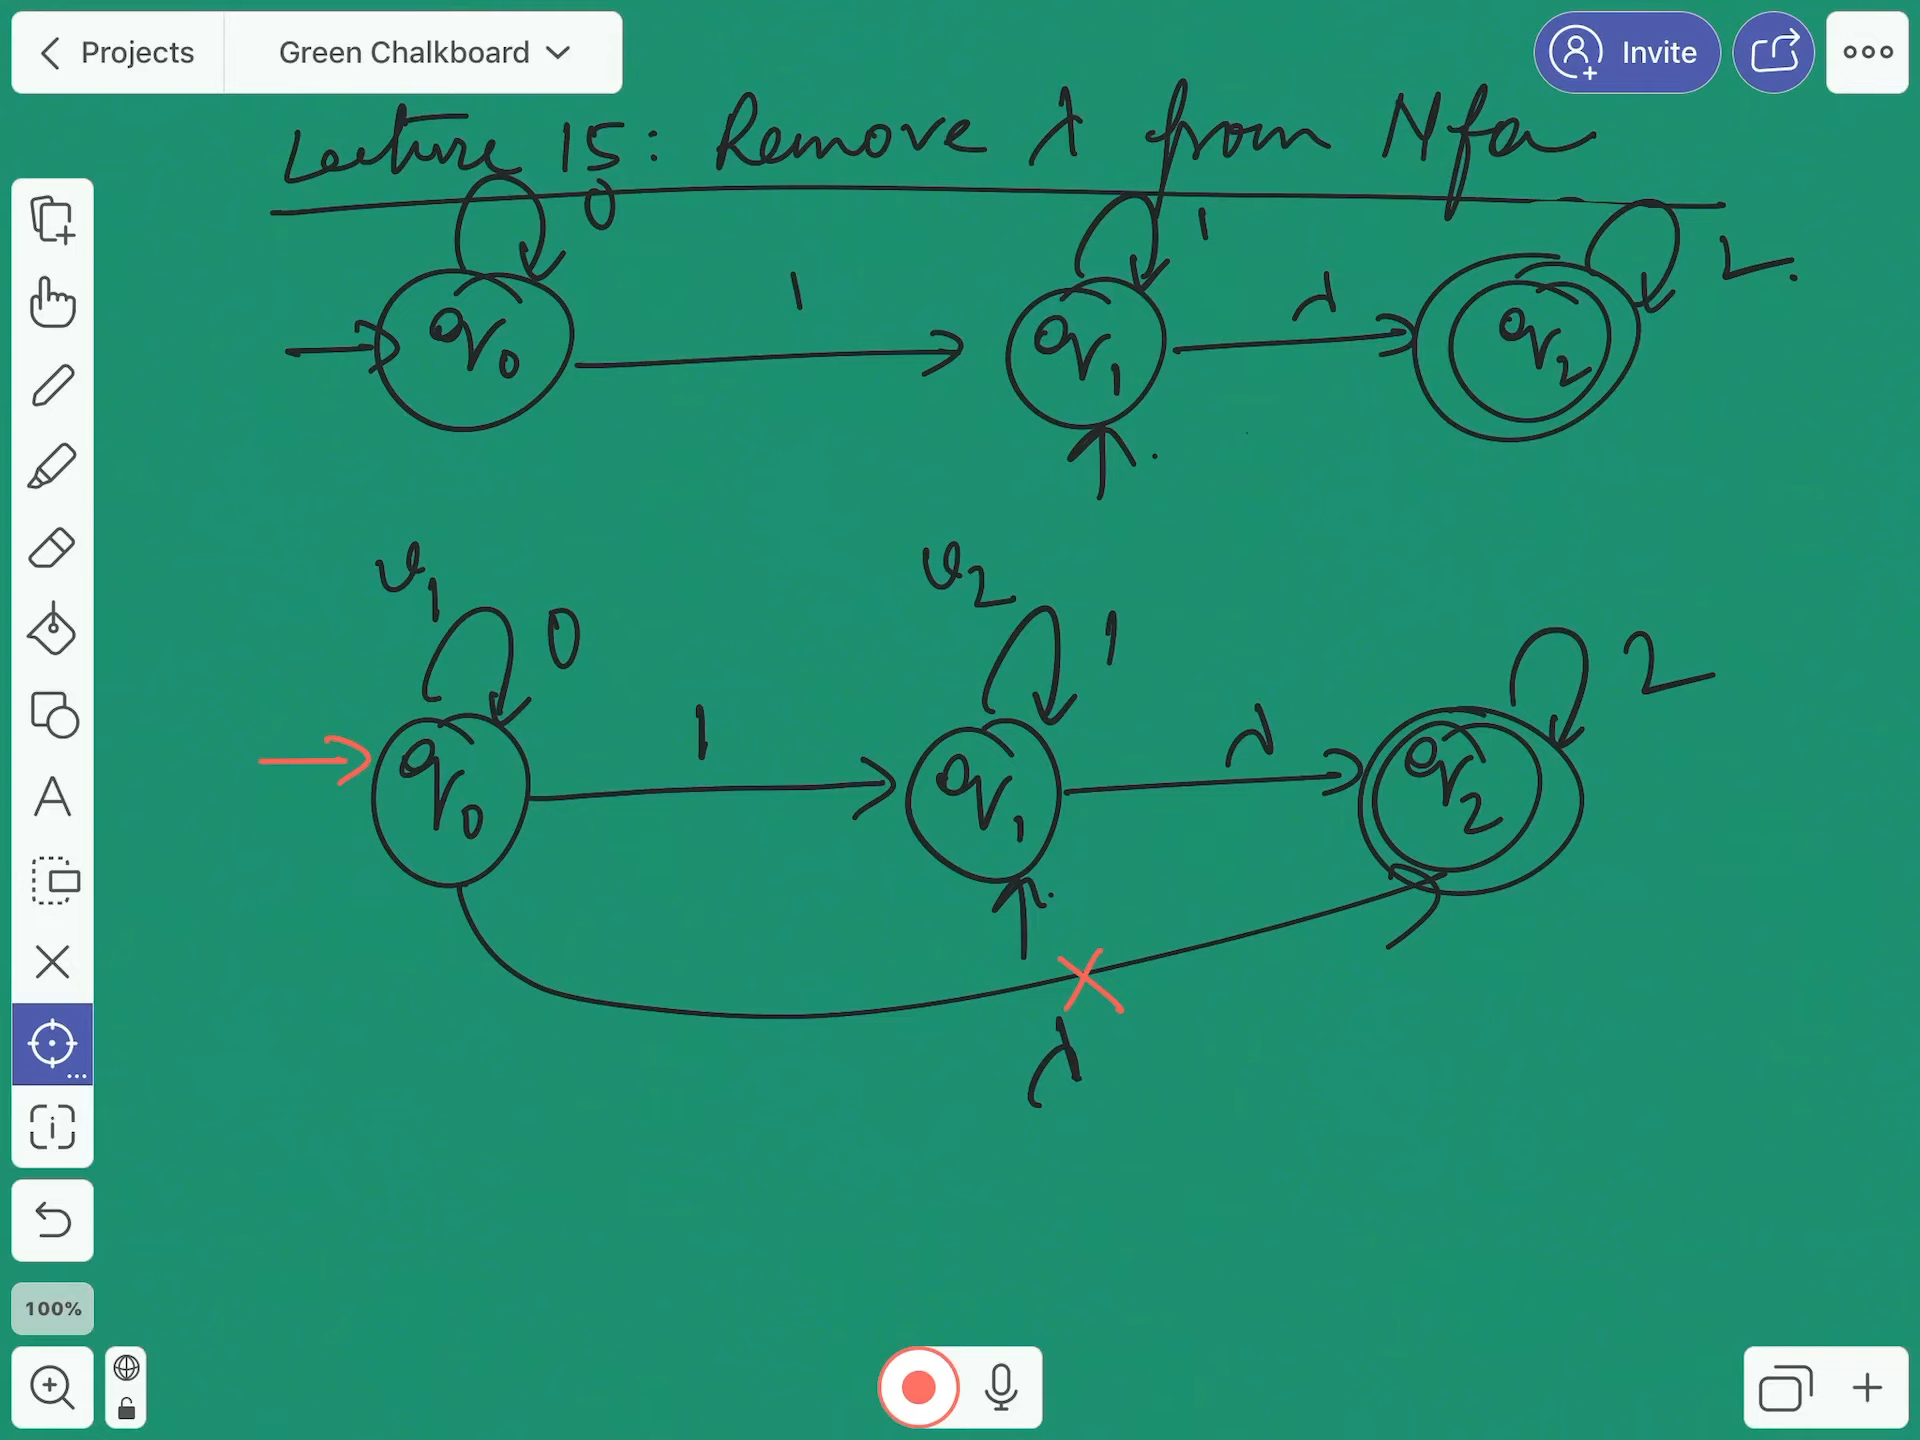 Projects Green Chalkboard Invite
Lecture 15: Remove λ from Nfa
0 1 2
1 λ
q0 q1 q2
v1 v2
0 1 2
1 λ
q0 q1 q2
λ
A
100%